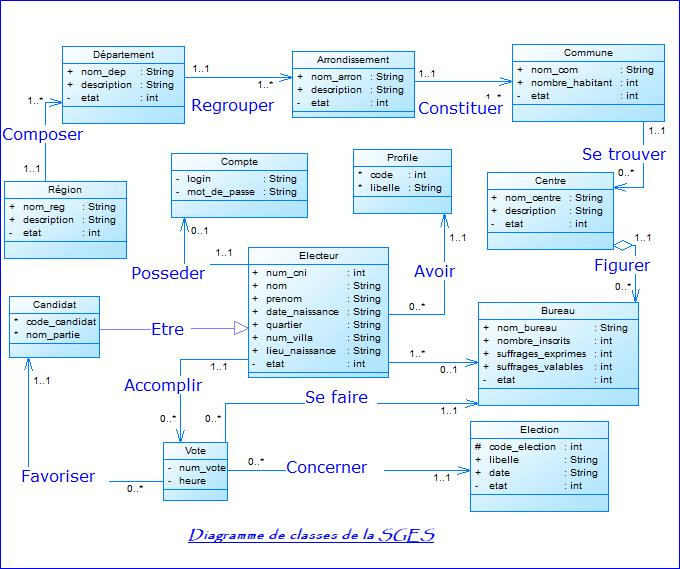 Département
+ nom_dep : String
+ description : String
- etat : int
1..1
1..*
Regrouper
Arrondissement
+ nom_arron : String
+ description : String
- etat : int
1..1
1..*
Constituer
Commune
+ nom_com : String
+ nombre_habitant : int
- etat : int
1..*
Composer
1..1
1..1
Se trouver
0..*
Région
+ nom_reg : String
+ description : String
- etat : int
Compte
- login : String
- mot_de_passe : String
Profile
* code : int
* libelle : String
Centre
+ nom_centre : String
+ description : String
- etat : int
0..1
1..1
Posseder
1..1
Avoir
0..*
1..1
Figurer
0..*
Electeur
+ num_cni : int
+ nom : String
+ prenom : String
+ date_naissance : String
+ quartier : String
+ num_villa : String
+ lieu_naissance : String
- etat : int
Candidat
* code_candidat
* nom_partie
Etre
Bureau
+ nom_bureau : String
+ nombre_inscrits : int
+ suffrages_exprimes : int
+ suffrages_valables : int
- etat : int
1..*
0..1
1..1
Accomplir
0..*
0..*
Se faire
1..1
1..1
Favoriser
0..*
Vote
- num_vote
- heure
0..*
Concerner
1..1
Election
# code_election : int
+ libelle : String
+ date : String
- etat : int
Diagramme de classes de la SGES